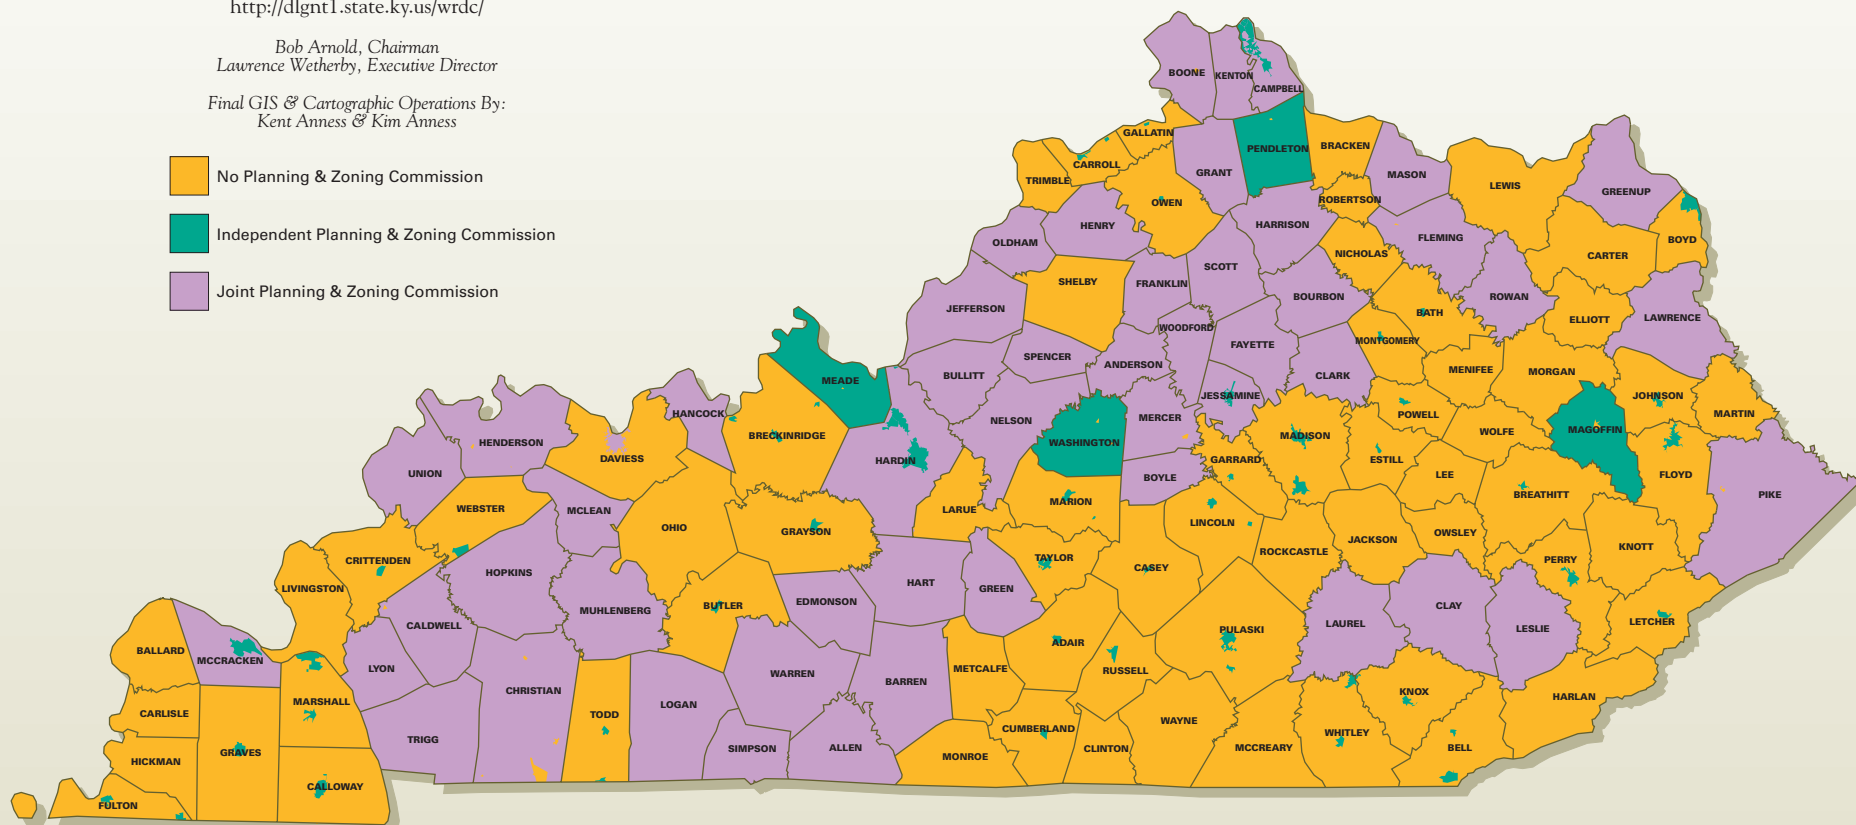 http://dlgnt1.state.ky.us/wrdc/
Bob Arnold, Chairman
Lawrence Wetherby, Executive Director
Final GIS & Cartographic Operations By:
Kent Anness & Kim Anness
No Planning & Zoning Commission
Independent Planning & Zoning Commission
Joint Planning & Zoning Commission
BOONE
KENTON
CAMPBELL
GALLATIN
CARROLL
TRIMBLE
GRANT
PENDLETON
BRACKEN
MASON
ROBERTSON
LEWIS
GREENUP
OWEN
HENRY
OLDHAM
HARRISON
FLEMING
NICHOLAS
BOYD
CARTER
SHELBY
FRANKLIN
SCOTT
BOURBON
ROWAN
JEFFERSON
BATH
ELLIOTT
LAWRENCE
WOODFORD
FAYETTE
MONTGOMERY
SPENCER
ANDERSON
BULLITT
CLARK
MENIFEE
MORGAN
MEADE
JESSAMINE
JOHNSON
MARTIN
HANCOCK
NELSON
MERCER
POWELL
BRECKINRIDGE
WASHINGTON
MADISON
WOLFE
MAGOFFIN
HENDERSON
DAVIESS
HARDIN
GARRARD
ESTILL
UNION
BOYLE
LEE
FLOYD
BREATHITT
PIKE
WEBSTER
MCLEAN
OHIO
LARUE
MARION
GRAYSON
LINCOLN
ROCKCASTLE
JACKSON
OWSLEY
KNOTT
CRITTENDEN
TAYLOR
PERRY
HOPKINS
CASEY
LIVINGSTON
HART
GREEN
EDMONSON
BUTLER
MUHLENBERG
CLAY
CALDWELL
PULASKI
LAUREL
LESLIE
LETCHER
BALLARD
MCCRACKEN
ADAIR
LYON
METCALFE
RUSSELL
WARREN
BARREN
CHRISTIAN
KNOX
HARLAN
MARSHALL
CARLISLE
LOGAN
TODD
WAYNE
CUMBERLAND
WHITLEY
TRIGG
GRAVES
HICKMAN
SIMPSON
ALLEN
MONROE
CLINTON
MCCREARY
BELL
CALLOWAY
FULTON